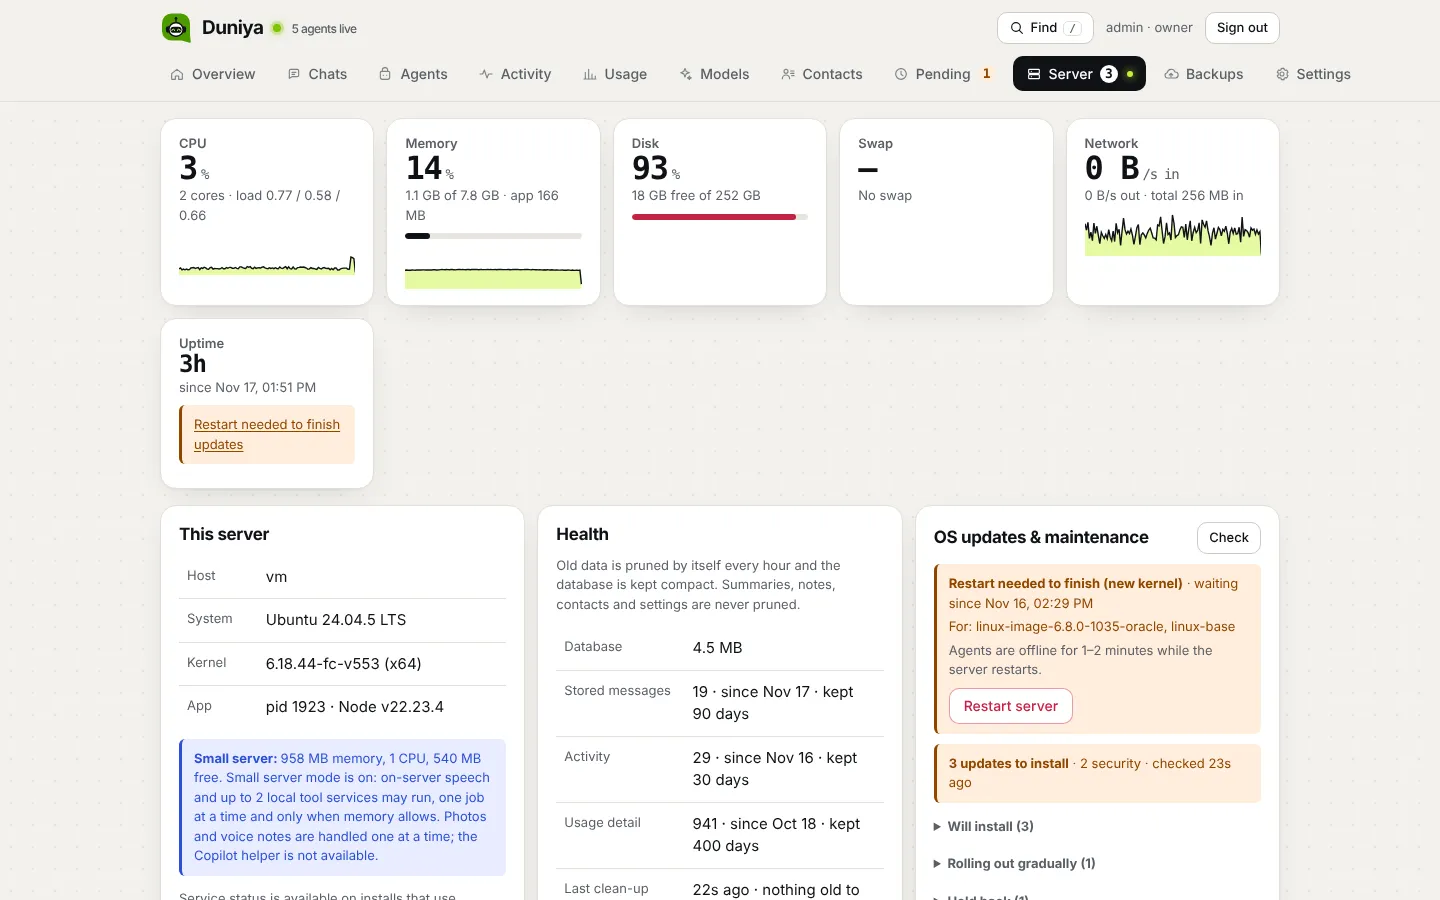 Duniya
5 agents live
Find /
admin · owner
Sign out
Overview
Chats
Agents
Activity
Usage
Models
Contacts
Pending 1
Server 3
Backups
Settings
CPU
3 %
2 cores · load 0.77 / 0.58 /
0.66
Memory
14 %
1.1 GB of 7.8 GB · app 166
MB
Disk
93 %
18 GB free of 252 GB
Swap
–
No swap
Network
0 B /s in
0 B/s out · total 256 MB in
Uptime
3h
since Nov 17, 01:51 PM
Restart needed to finish
updates
This server
Host vm
System Ubuntu 24.04.5 LTS
Kernel 6.18.44-fc-v553 (x64)
App pid 1923 · Node v22.23.4
Small server: 958 MB memory, 1 CPU, 540 MB
free. Small server mode is on: on-server speech
and up to 2 local tool services may run, one job
at a time and only when memory allows. Photos
and voice notes are handled one at a time; the
Copilot helper is not available.
Service status is available on installs that use
Health
Old data is pruned by itself every hour and the
database is kept compact. Summaries, notes,
contacts and settings are never pruned.
Database 4.5 MB
Stored messages 19 · since Nov 17 · kept
90 days
Activity 29 · since Nov 16 · kept
30 days
Usage detail 941 · since Oct 18 · kept
400 days
Last clean-up 22s ago · nothing old to
OS updates & maintenance
Check
Restart needed to finish (new kernel) · waiting
since Nov 16, 02:29 PM
For: linux-image-6.8.0-1035-oracle, linux-base
Agents are offline for 1–2 minutes while the
server restarts.
Restart server
3 updates to install · 2 security · checked 23s
ago
Will install (3)
Rolling out gradually (1)
Held back (1)